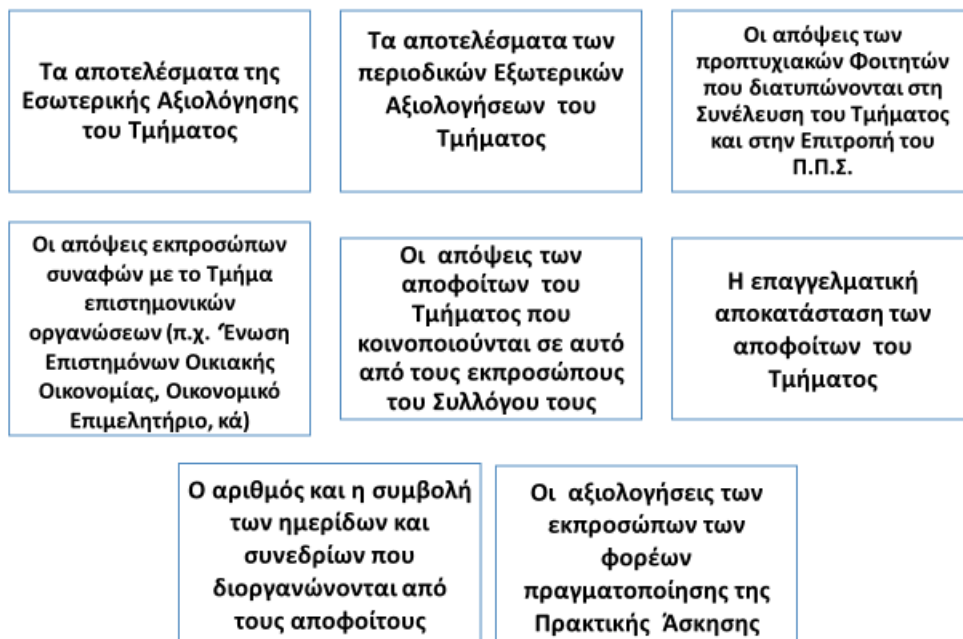 Τα αποτελέσματα της
Εσωτερικής Αξιολόγησης
του Τμήματος
Τα αποτελέσματα των
περιοδικών Εξωτερικών
Αξιολογήσεων του
Τμήματος
Οι απόψεις των
προπτυχιακών Φοιτητών
που διατυπώνονται στη
Συνέλευση του Τμήματος
και στην Επιτροπή του
Π.Π.Σ.
Οι απόψεις εκπροσώπων
συναφών με το Τμήμα
επιστημονικών
οργανώσεων (π.χ. Ένωση
Επιστημόνων Οικιακής
Οικονομίας, Οικονομικό
Επιμελητήριο, κά)
Οι απόψεις των
αποφοίτων του
Τμήματος που
κοινοποιούνται σε αυτό
από τους εκπροσώπους
του Συλλόγου τους
Η επαγγελματική
αποκατάσταση των
αποφοίτων του
Τμήματος
Ο αριθμός και η συμβολή
των ημερίδων και
συνεδρίων που
διοργανώνονται από
τους αποφοίτους
Οι αξιολογήσεις των
εκπροσώπων των
φορέων
πραγματοποίησης της
Πρακτικής Άσκησης